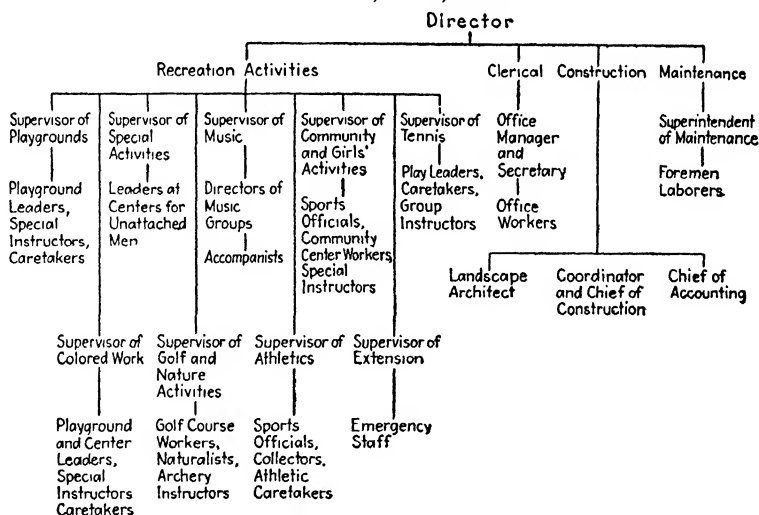 Director
Recreation Activities
Clerical
Construction
Maintenance
Supervisor of
Playgrounds
Playground
Leaders,
Special
Instructors,
Caretakers
Supervisor of
Special
Activities
Leaders at
Centers for
Unattached
Men
Supervisor of
Music
Directors of
Music
Groups
Accompanists
Supervisor of
Community
and Girls'
Activities
Sports
Officials,
Community
Center Workers,
Special
Instructors
Supervisor of
Tennis
Play Leaders,
Caretakers,
Group
Instructors
Office
Manager
and
Secretary
Office
Workers
Superintendent
of Maintenance
Foremen
Laborers
Landscape
Architect
Coordinator
and Chief of
Construction
Chief of
Accounting
Supervisor of
Colored Work
Playground
and Center
Leaders,
Special
Instructors
Caretakers
Supervisor of
Golf and
Nature
Activities
Golf Course
Workers,
Naturalists,
Archery
Instructors
Supervisor of
Athletics
Sports
Officials,
Collectors,
Athletic
Caretakers
Supervisor of
Extension
Emergency
Staff